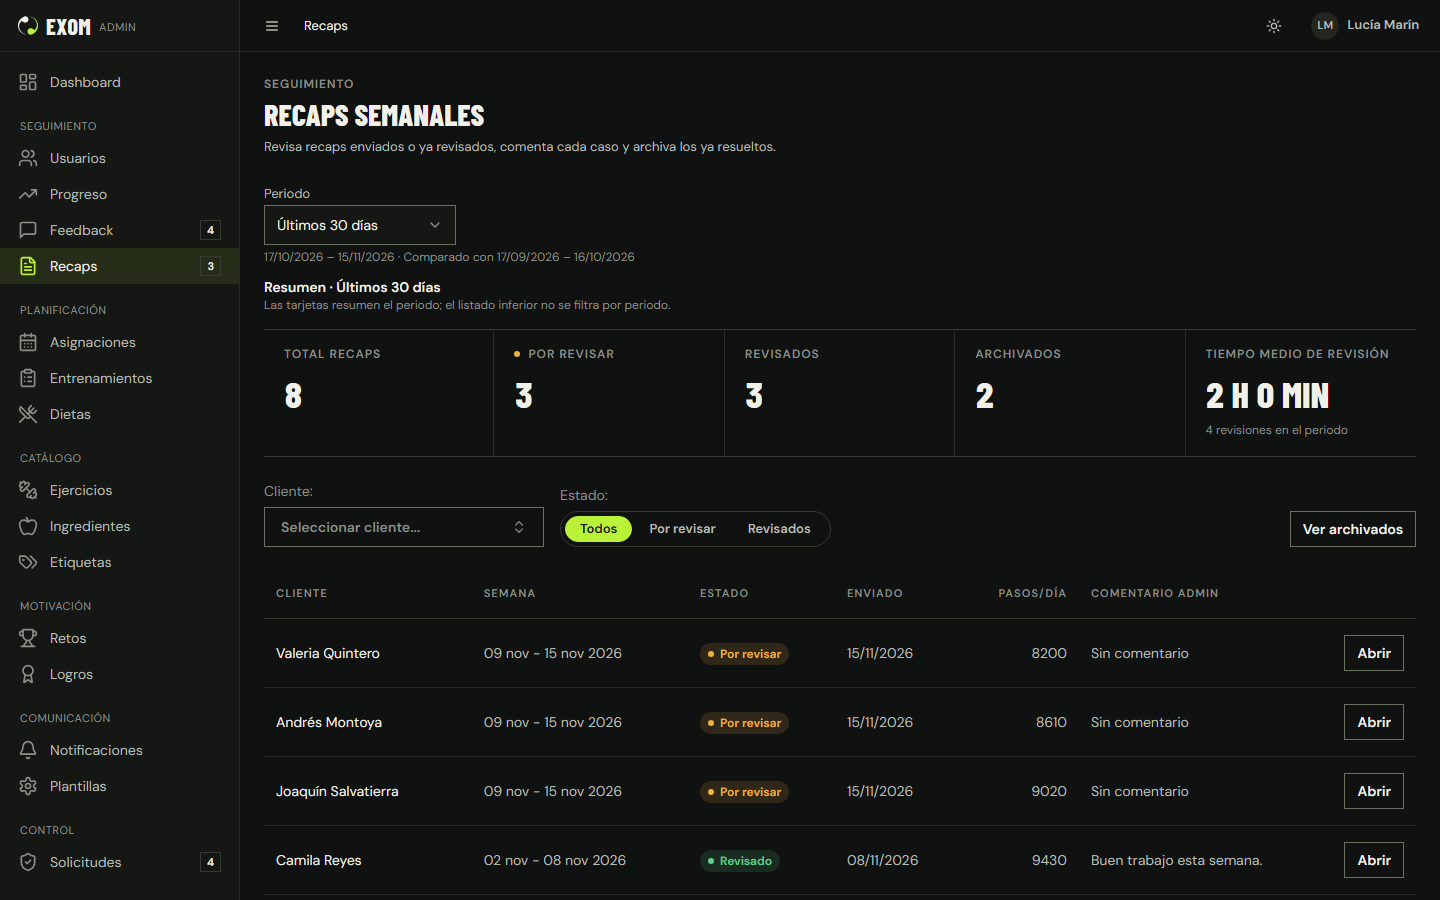 EXOM ADMIN
Recaps
LM Lucía Marín
Dashboard
SEGUIMIENTO
Usuarios
Progreso
Feedback 4
Recaps 3
PLANIFICACIÓN
Asignaciones
Entrenamientos
Dietas
CATÁLOGO
Ejercicios
Ingredientes
Etiquetas
MOTIVACIÓN
Retos
Logros
COMUNICACIÓN
Notificaciones
Plantillas
CONTROL
Solicitudes 4
SEGUIMIENTO
RECAPS SEMANALES
Revisa recaps enviados o ya revisados, comenta cada caso y archiva los ya resueltos.
Periodo
Últimos 30 días
17/10/2026 – 15/11/2026 · Comparado con 17/09/2026 – 16/10/2026
Resumen · Últimos 30 días
Las tarjetas resumen el periodo; el listado inferior no se filtra por periodo.
TOTAL RECAPS
8
POR REVISAR
3
REVISADOS
3
ARCHIVADOS
2
TIEMPO MEDIO DE REVISIÓN
2 H 0 MIN
4 revisiones en el periodo
Cliente:
Seleccionar cliente...
Estado:
Todos Por revisar Revisados
Ver archivados
CLIENTE SEMANA ESTADO ENVIADO PASOS/DÍA COMENTARIO ADMIN
Valeria Quintero 09 nov - 15 nov 2026 Por revisar 15/11/2026 8200 Sin comentario Abrir
Andrés Montoya 09 nov - 15 nov 2026 Por revisar 15/11/2026 8610 Sin comentario Abrir
Joaquín Salvatierra 09 nov - 15 nov 2026 Por revisar 15/11/2026 9020 Sin comentario Abrir
Camila Reyes 02 nov - 08 nov 2026 Revisado 08/11/2026 9430 Buen trabajo esta semana. Abrir